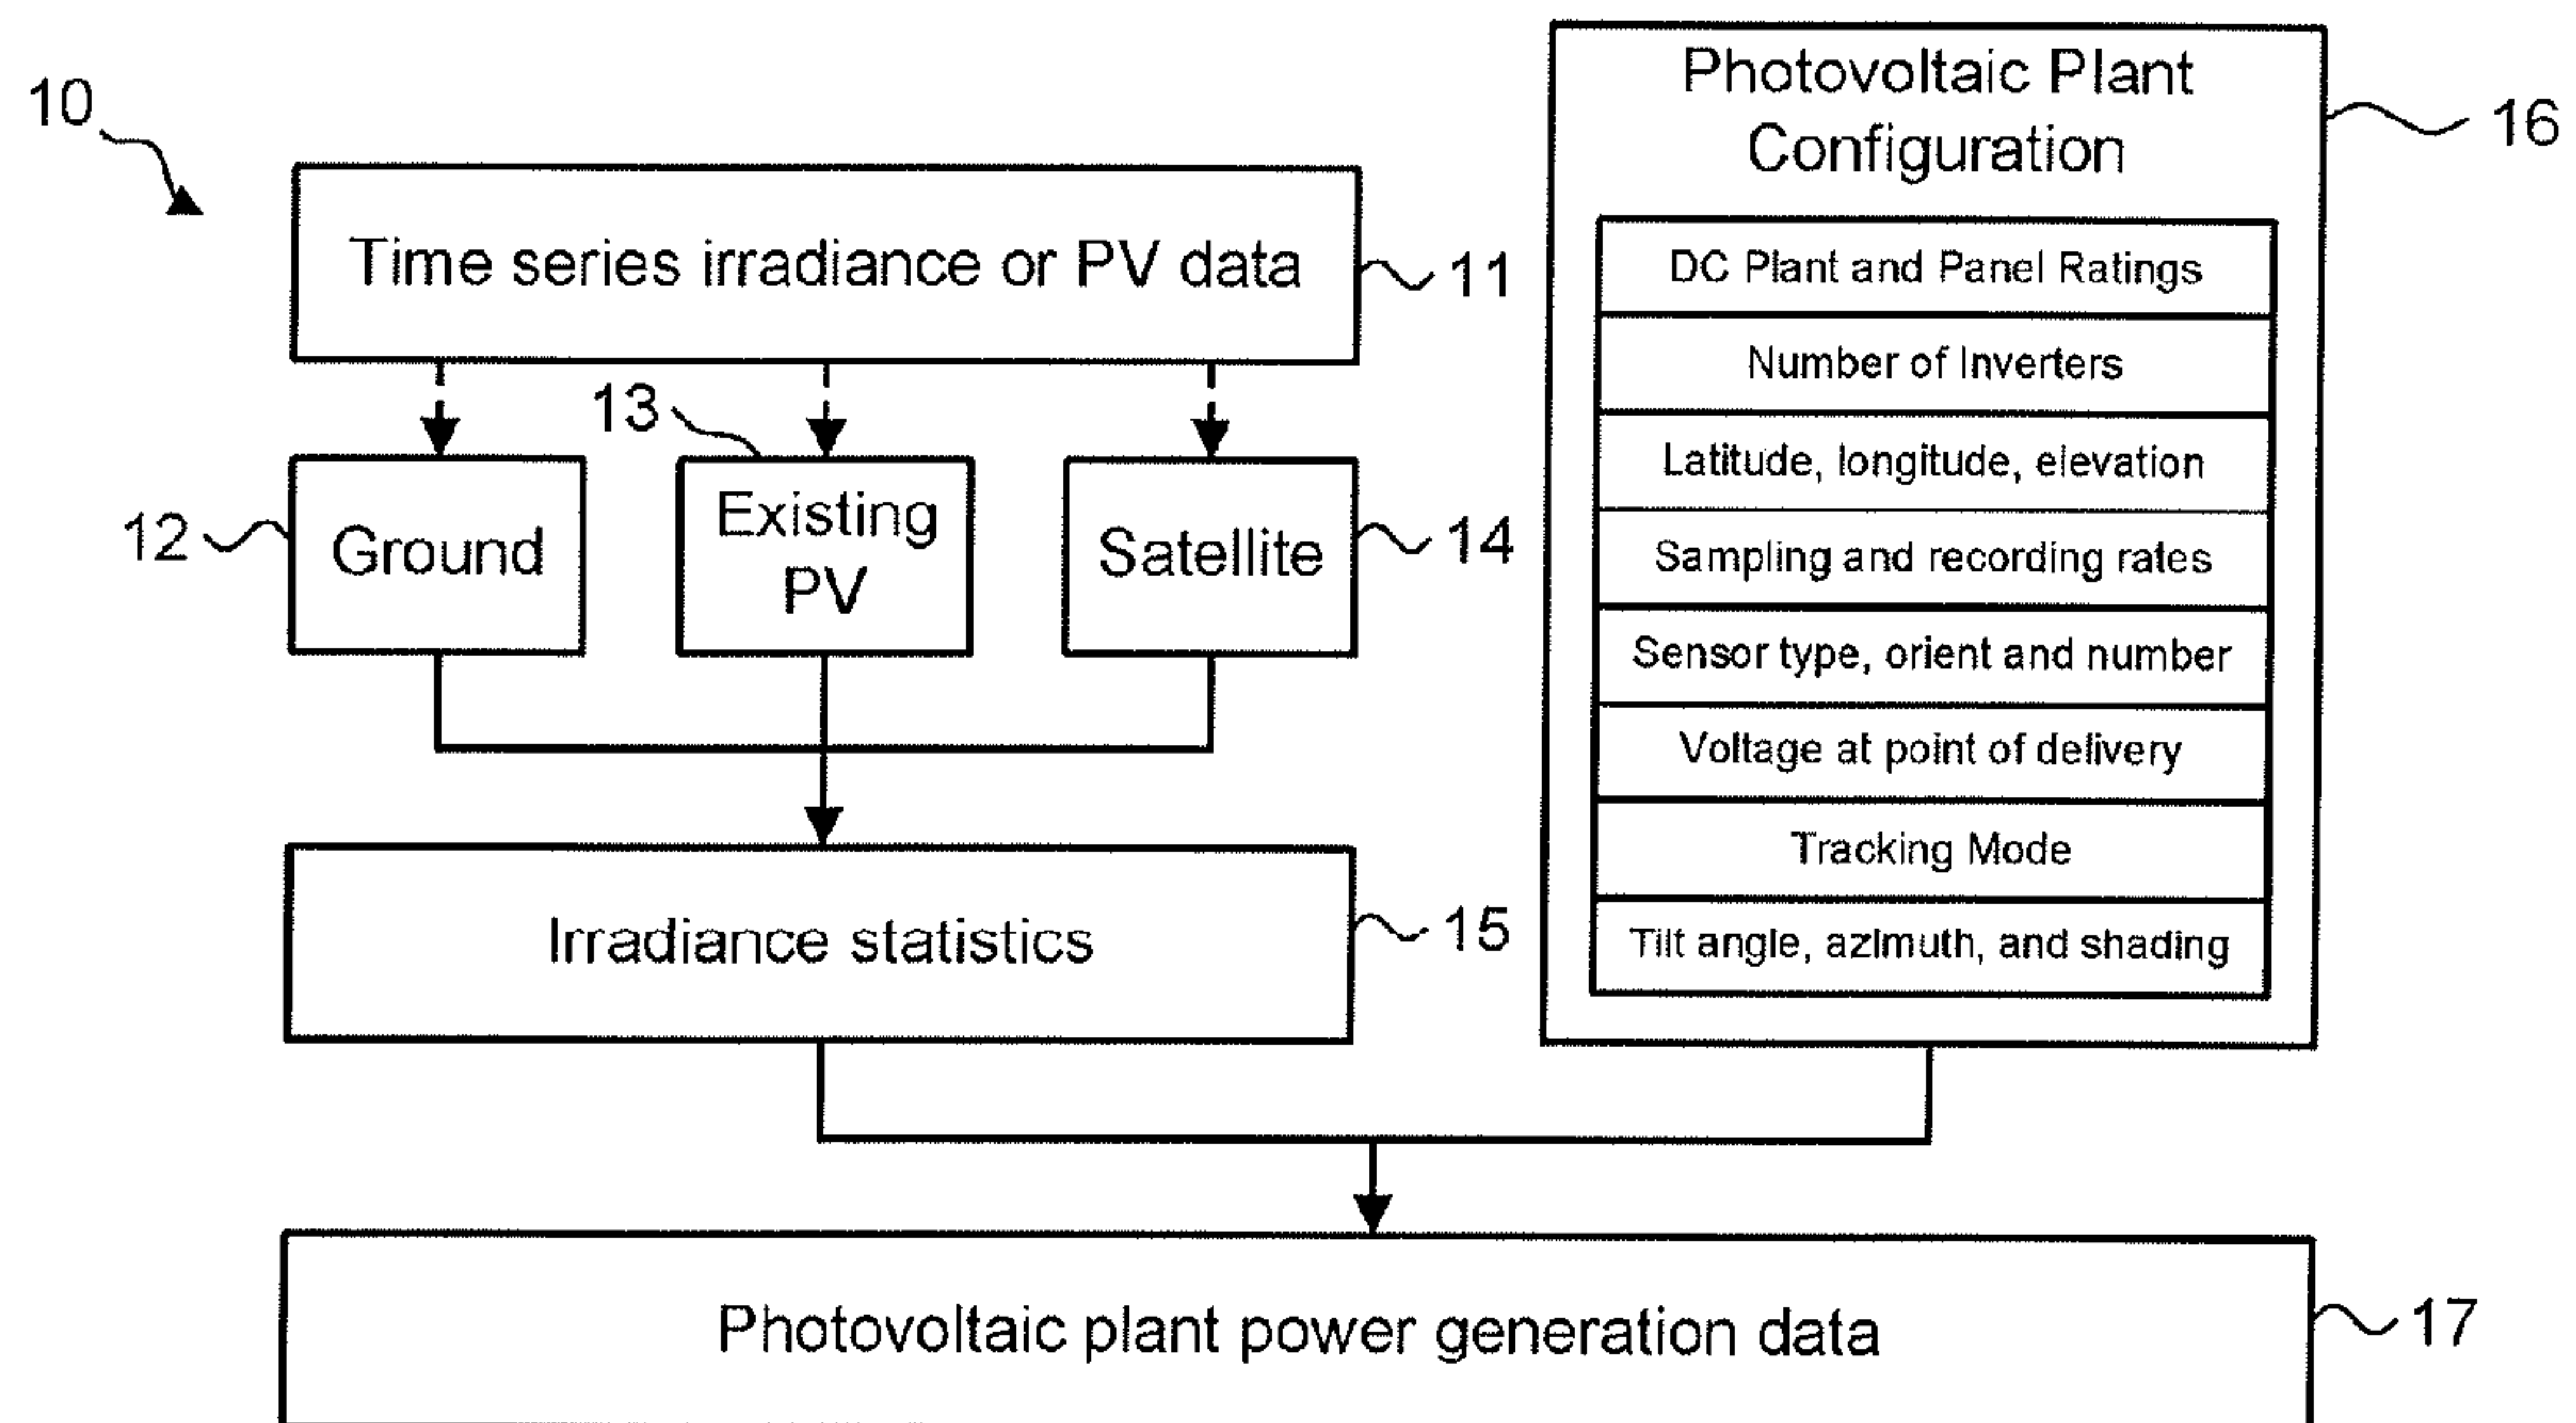 10
Time series irradiance or PV data
11
12
Ground
13
Existing
PV
Satellite
14
Irradiance statistics
15
Photovoltaic Plant
Configuration
16
DC Plant and Panel Ratings
Number of Inverters
Latitude, longitude, elevation
Sampling and recording rates
Sensor type, orient and number
Voltage at point of delivery
Tracking Mode
Tilt angle, azimuth, and shading
Photovoltaic plant power generation data
17